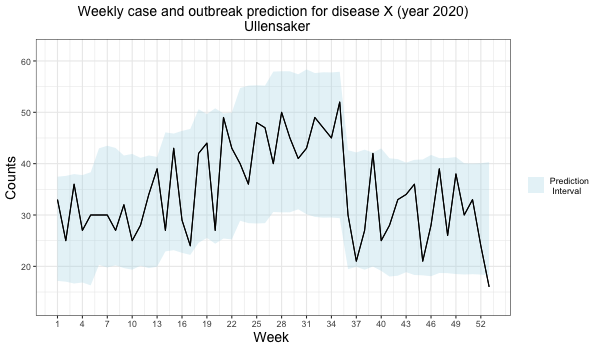 Weekly case and outbreak prediction for disease X (year 2020)
Ullensaker
Counts
60
50
40
30
20
1 4 7 10 13 16 19 22 25 28 31 34 37 40 43 46 49 52
Week
Prediction
Interval